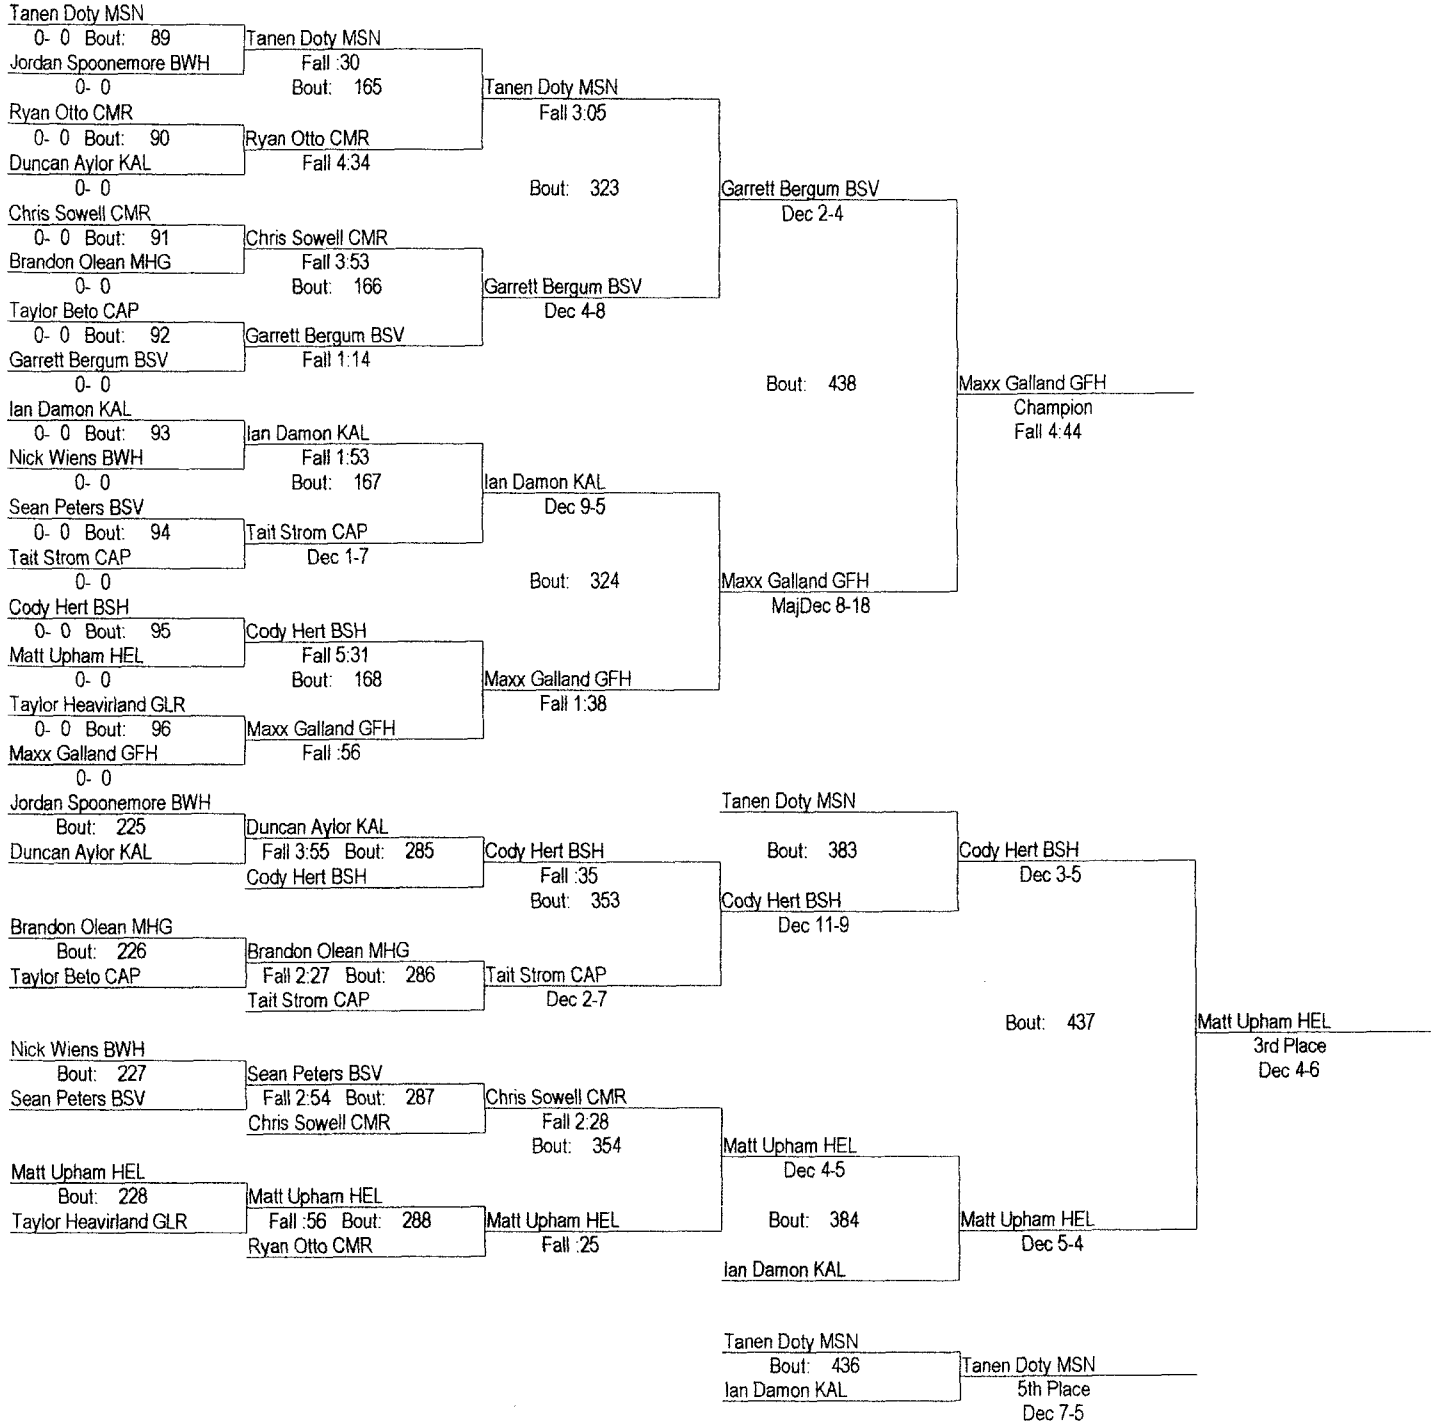 Tanen Doty MSN
0- 0 Bout: 89
Jordan Spoonemore BWH
0- 0
Ryan Otto CMR
0- 0 Bout: 90
Duncan Aylor KAL
0- 0
Chris Sowell CMR
0- 0 Bout: 91
Brandon Olean MHG
0- 0
Taylor Beto CAP
0- 0 Bout: 92
Garrett Bergum BSV
0- 0
Ian Damon KAL
0- 0 Bout: 93
Nick Wiens BWH
0- 0
Sean Peters BSV
0- 0 Bout: 94
Tait Strom CAP
0- 0
Cody Hert BSH
0- 0 Bout: 95
Matt Upham HEL
0- 0
Taylor Heavirland GLR
0- 0 Bout: 96
Maxx Galland GFH
0- 0
Tanen Doty MSN
Fall :30
Bout: 165
Ryan Otto CMR
Fall 4:34
Chris Sowell CMR
Fall 3:53
Bout: 166
Garrett Bergum BSV
Fall 1:14
Ian Damon KAL
Fall 1:53
Bout: 167
Tait Strom CAP
Dec 1-7
Cody Hert BSH
Fall 5:31
Bout: 168
Maxx Galland GFH
Fall :56
Tanen Doty MSN
Fall 3:05
Bout: 323
Garrett Bergum BSV
Dec 4-8
Ian Damon KAL
Dec 9-5
Bout: 324
Maxx Galland GFH
Fall 1:38
Garrett Bergum BSV
Dec 2-4
Bout: 438
Maxx Galland GFH
MajDec 8-18
Maxx Galland GFH
Champion
Fall 4:44
Jordan Spoonemore BWH
Bout: 225
Duncan Aylor KAL
Brandon Olean MHG
Bout: 226
Taylor Beto CAP
Nick Wiens BWH
Bout: 227
Sean Peters BSV
Matt Upham HEL
Bout: 228
Taylor Heavirland GLR
Duncan Aylor KAL
Fall 3:55 Bout: 285
Cody Hert BSH
Brandon Olean MHG
Fall 2:27 Bout: 286
Tait Strom CAP
Sean Peters BSV
Fall 2:54 Bout: 287
Chris Sowell CMR
Matt Upham HEL
Fall :56 Bout: 288
Ryan Otto CMR
Cody Hert BSH
Fall :35
Bout: 353
Tait Strom CAP
Dec 2-7
Chris Sowell CMR
Fall 2:28
Bout: 354
Matt Upham HEL
Fall :25
Tanen Doty MSN
Bout: 383
Cody Hert BSH
Dec 11-9
Matt Upham HEL
Dec 4-5
Bout: 384
Ian Damon KAL
Cody Hert BSH
Dec 3-5
Bout: 437
Matt Upham HEL
Dec 5-4
Matt Upham HEL
3rd Place
Dec 4-6
Tanen Doty MSN
Bout: 436
Ian Damon KAL
Tanen Doty MSN
5th Place
Dec 7-5